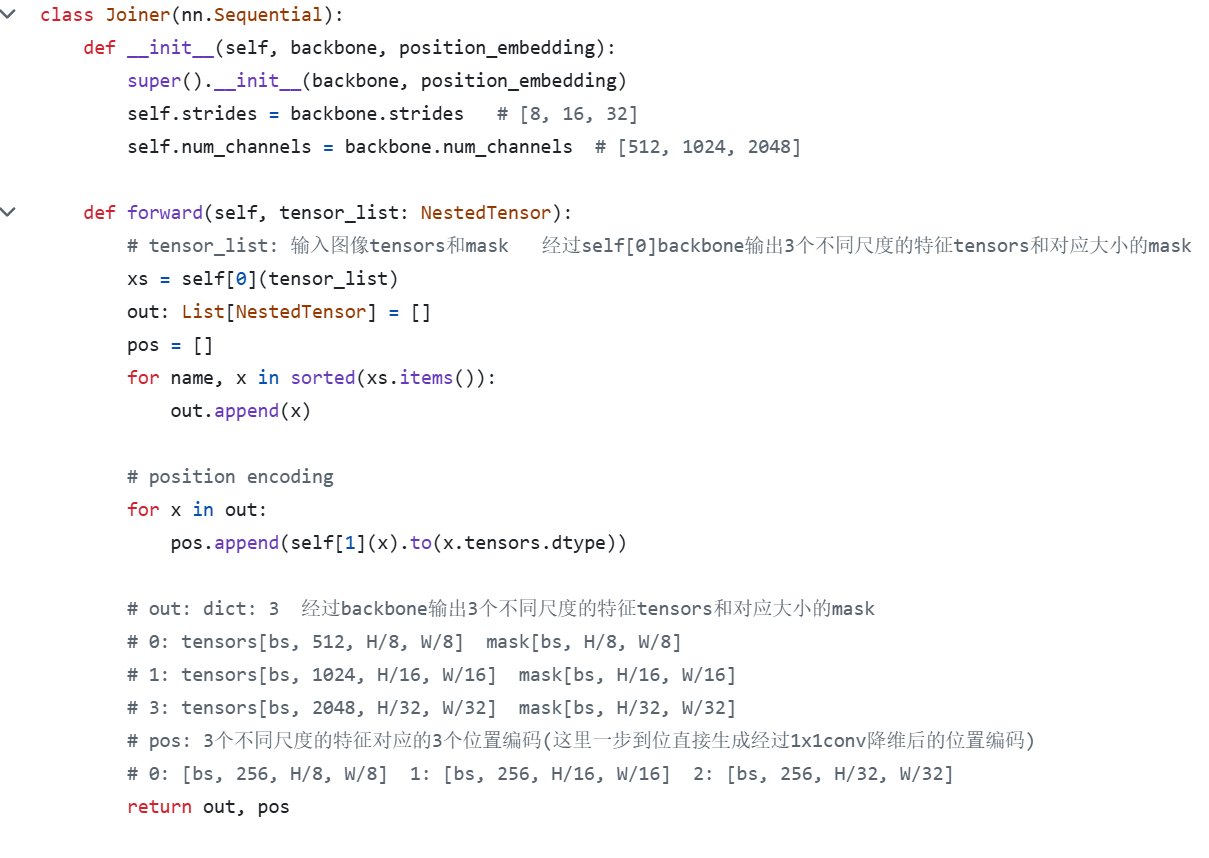 class Joiner(nn.Sequential):
    def __init__(self, backbone, position_embedding):
        super().__init__(backbone, position_embedding)
        self.strides = backbone.strides   # [8, 16, 32]
        self.num_channels = backbone.num_channels  # [512, 1024, 2048]

    def forward(self, tensor_list: NestedTensor):
        # tensor_list: 输入图像tensors和mask   经过self[0]backbone输出3个不同尺度的特征tensors和对应大小的mask
        xs = self[0](tensor_list)
        out: List[NestedTensor] = []
        pos = []
        for name, x in sorted(xs.items()):
            out.append(x)

        # position encoding
        for x in out:
            pos.append(self[1](x).to(x.tensors.dtype))

        # out: dict: 3  经过backbone输出3个不同尺度的特征tensors和对应大小的mask
        # 0: tensors[bs, 512, H/8, W/8]  mask[bs, H/8, W/8]
        # 1: tensors[bs, 1024, H/16, W/16]  mask[bs, H/16, W/16]
        # 3: tensors[bs, 2048, H/32, W/32]  mask[bs, H/32, W/32]
        # pos: 3个不同尺度的特征对应的3个位置编码(这里一步到位直接生成经过1x1conv降维后的位置编码)
        # 0: [bs, 256, H/8, W/8]  1: [bs, 256, H/16, W/16]  2: [bs, 256, H/32, W/32]
        return out, pos